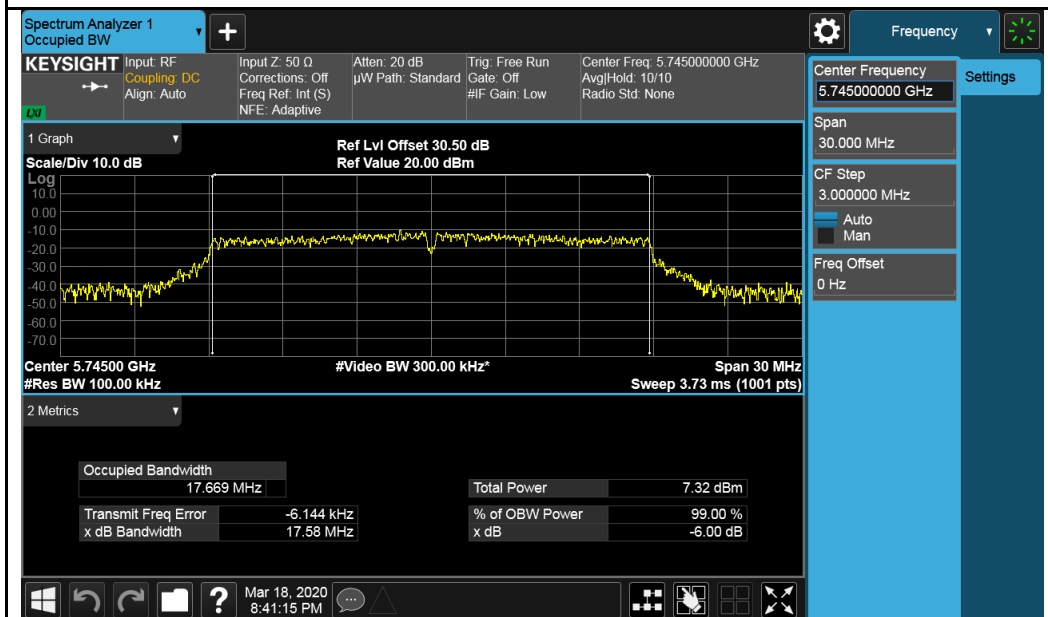 Spectrum Analyzer 1
Occupied BW
+
Frequency
KEYSIGHT
LXI
Input: RF
Coupling: DC
Align: Auto
Input Z: 50 Ω
Corrections: Off
Freq Ref: Int (S)
NFE: Adaptive
Atten: 20 dB
µW Path: Standard
Trig: Free Run
Gate: Off
#IF Gain: Low
Center Freq: 5.745000000 GHz
Avg|Hold: 10/10
Radio Std: None
Center Frequency
5.745000000 GHz
Settings
Span
30.000 MHz
CF Step
3.000000 MHz
Auto
Man
Freq Offset
0 Hz
1 Graph
Scale/Div 10.0 dB
Ref Lvl Offset 30.50 dB
Ref Value 20.00 dBm
Log
10.0
0.00
-10.0
-20.0
-30.0
-40.0
-50.0
-60.0
-70.0
Center 5.74500 GHz
#Video BW 300.00 kHz*
Span 30 MHz
#Res BW 100.00 kHz
Sweep 3.73 ms (1001 pts)
2 Metrics
Occupied Bandwidth
17.669 MHz
Total Power 7.32 dBm
Transmit Freq Error -6.144 kHz
% of OBW Power 99.00 %
x dB Bandwidth 17.58 MHz
x dB -6.00 dB
?
Mar 18, 2020
8:41:15 PM